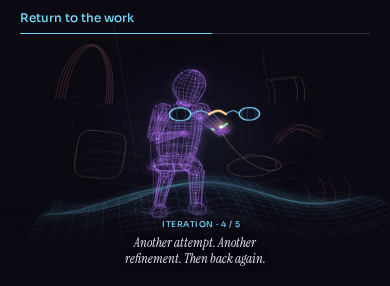 Return to the work
ITERATION · 4 / 5
Another attempt. Another
refinement. Then back again.